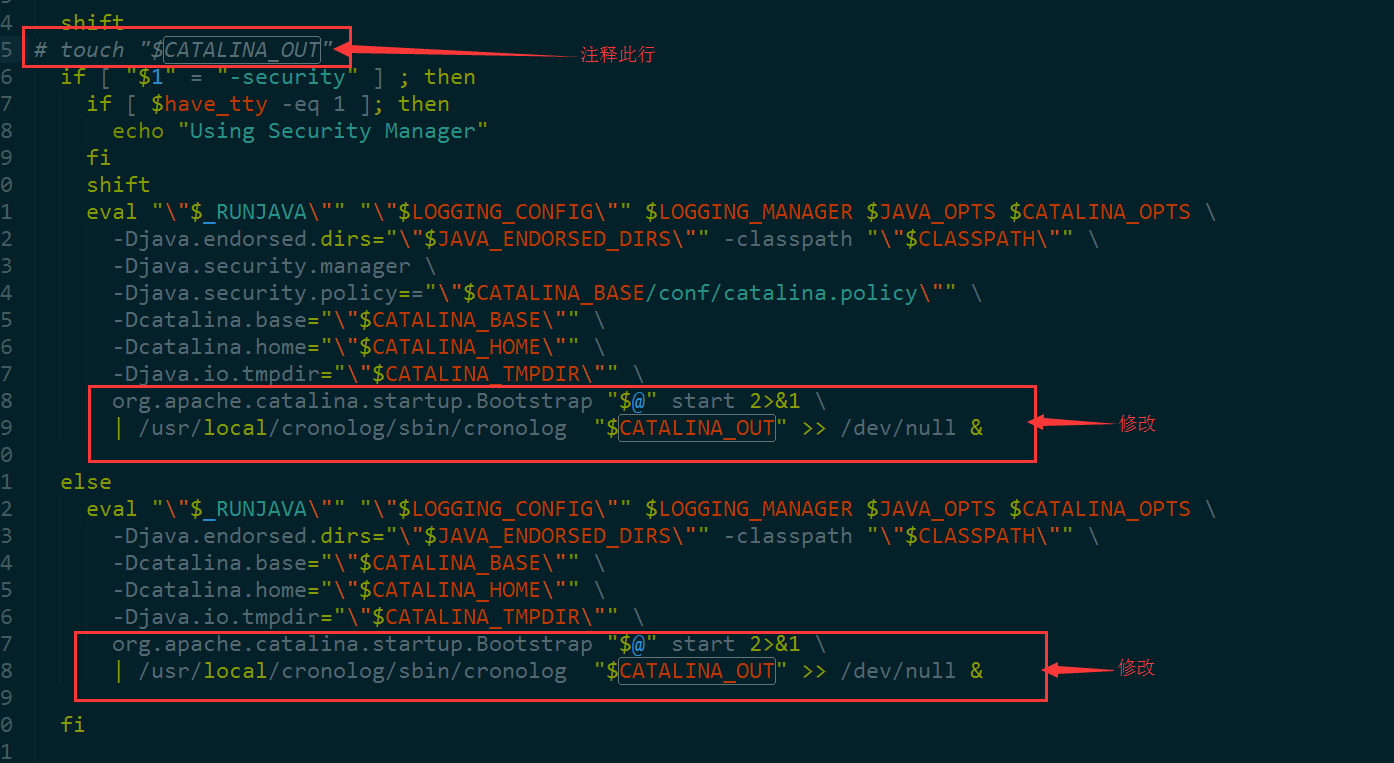 4 shift
5 # touch "$CATALINA_OUT" 注释此行
6 if [ "$1" = "-security" ] ; then
7 if [ $have_tty -eq 1 ]; then
8 echo "Using Security Manager"
9 fi
0 shift
1 eval "\"$_RUNJAVA\"" "\"$LOGGING_CONFIG\"" $LOGGING_MANAGER $JAVA_OPTS $CATALINA_OPTS \
2 -Djava.endorsed.dirs="\"$JAVA_ENDORSED_DIRS\"" -classpath "\"$CLASSPATH\"" \
3 -Djava.security.manager \
4 -Djava.security.policy=="\"$CATALINA_BASE/conf/catalina.policy\"" \
5 -Dcatalina.base="\"$CATALINA_BASE\"" \
6 -Dcatalina.home="\"$CATALINA_HOME\"" \
7 -Djava.io.tmpdir="\"$CATALINA_TMPDIR\"" \
8 org.apache.catalina.startup.Bootstrap "$@" start 2>&1 \
9 | /usr/local/cronolog/sbin/cronolog "$CATALINA_OUT" >> /dev/null & 修改
0
1 else
2 eval "\"$_RUNJAVA\"" "\"$LOGGING_CONFIG\"" $LOGGING_MANAGER $JAVA_OPTS $CATALINA_OPTS \
3 -Djava.endorsed.dirs="\"$JAVA_ENDORSED_DIRS\"" -classpath "\"$CLASSPATH\"" \
4 -Dcatalina.base="\"$CATALINA_BASE\"" \
5 -Dcatalina.home="\"$CATALINA_HOME\"" \
6 -Djava.io.tmpdir="\"$CATALINA_TMPDIR\"" \
7 org.apache.catalina.startup.Bootstrap "$@" start 2>&1 \
8 | /usr/local/cronolog/sbin/cronolog "$CATALINA_OUT" >> /dev/null & 修改
9
0 fi
1